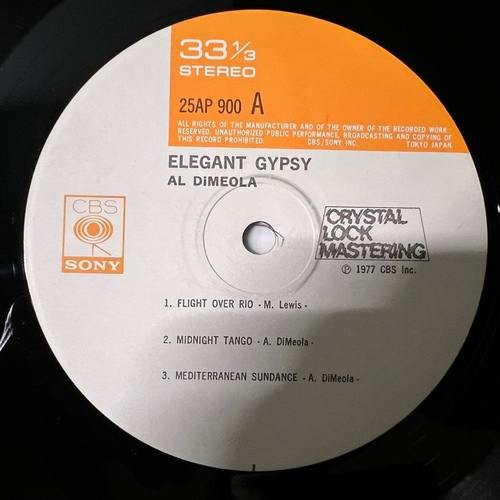 33 1/3
STEREO
25AP 900 A
ALL RIGHTS OF THE MANUFACTURER AND OF THE OWNER OF THE RECORDED WORK
RESERVED. UNAUTHORIZED PUBLIC PERFORMANCE, BROADCASTING AND COPYING OF
THIS RECORD PROHIBITED. CBS/SONY INC. TOKYO JAPAN
ELEGANT GYPSY
AL DiMEOLA
CBS
SONY
CRYSTAL
LOCK
MASTERING
℗ 1977 CBS Inc.
1. FLIGHT OVER RIO - M. Lewis -
2. MIDNIGHT TANGO - A. DiMeola -
3. MEDITERRANEAN SUNDANCE - A. DiMeola -